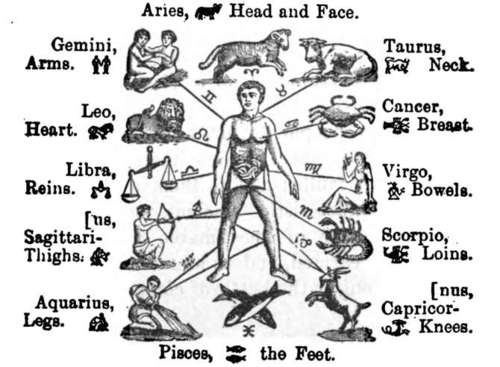 Aries, Head and Face.
Gemini,
Arms.
Taurus,
Neck.
Leo,
Heart.
Cancer,
Breast.
Libra,
Reins.
Virgo,
Bowels.
[us,
Sagittari-
Thighs.
Scorpio,
Loins.
Aquarius,
Legs.
[nus,
Capricor-
Knees.
Pisces, the Feet.